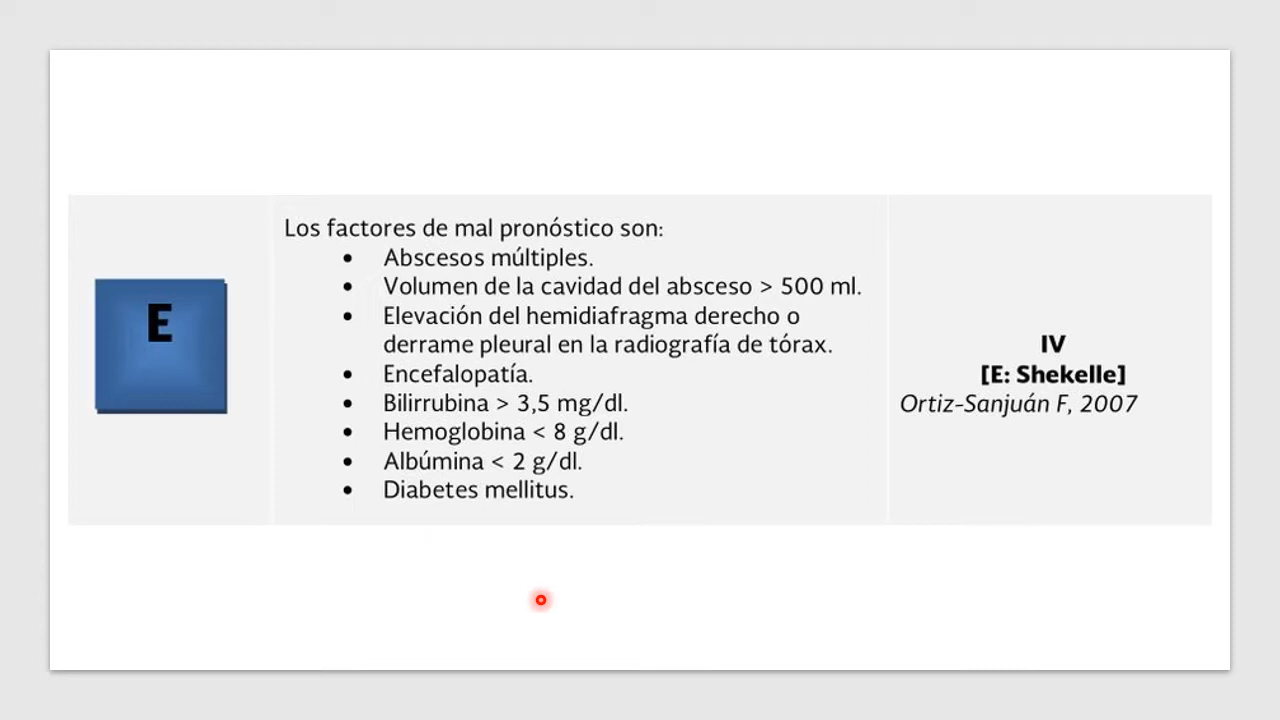 E
Los factores de mal pronóstico son:
• Abscesos múltiples.
• Volumen de la cavidad del absceso > 500 ml.
• Elevación del hemidiafragma derecho o
derrame pleural en la radiografía de tórax.
• Encefalopatía.
• Bilirrubina > 3,5 mg/dl.
• Hemoglobina < 8 g/dl.
• Albúmina < 2 g/dl.
• Diabetes mellitus.
IV
[E: Shekelle]
Ortiz-Sanjuán F, 2007